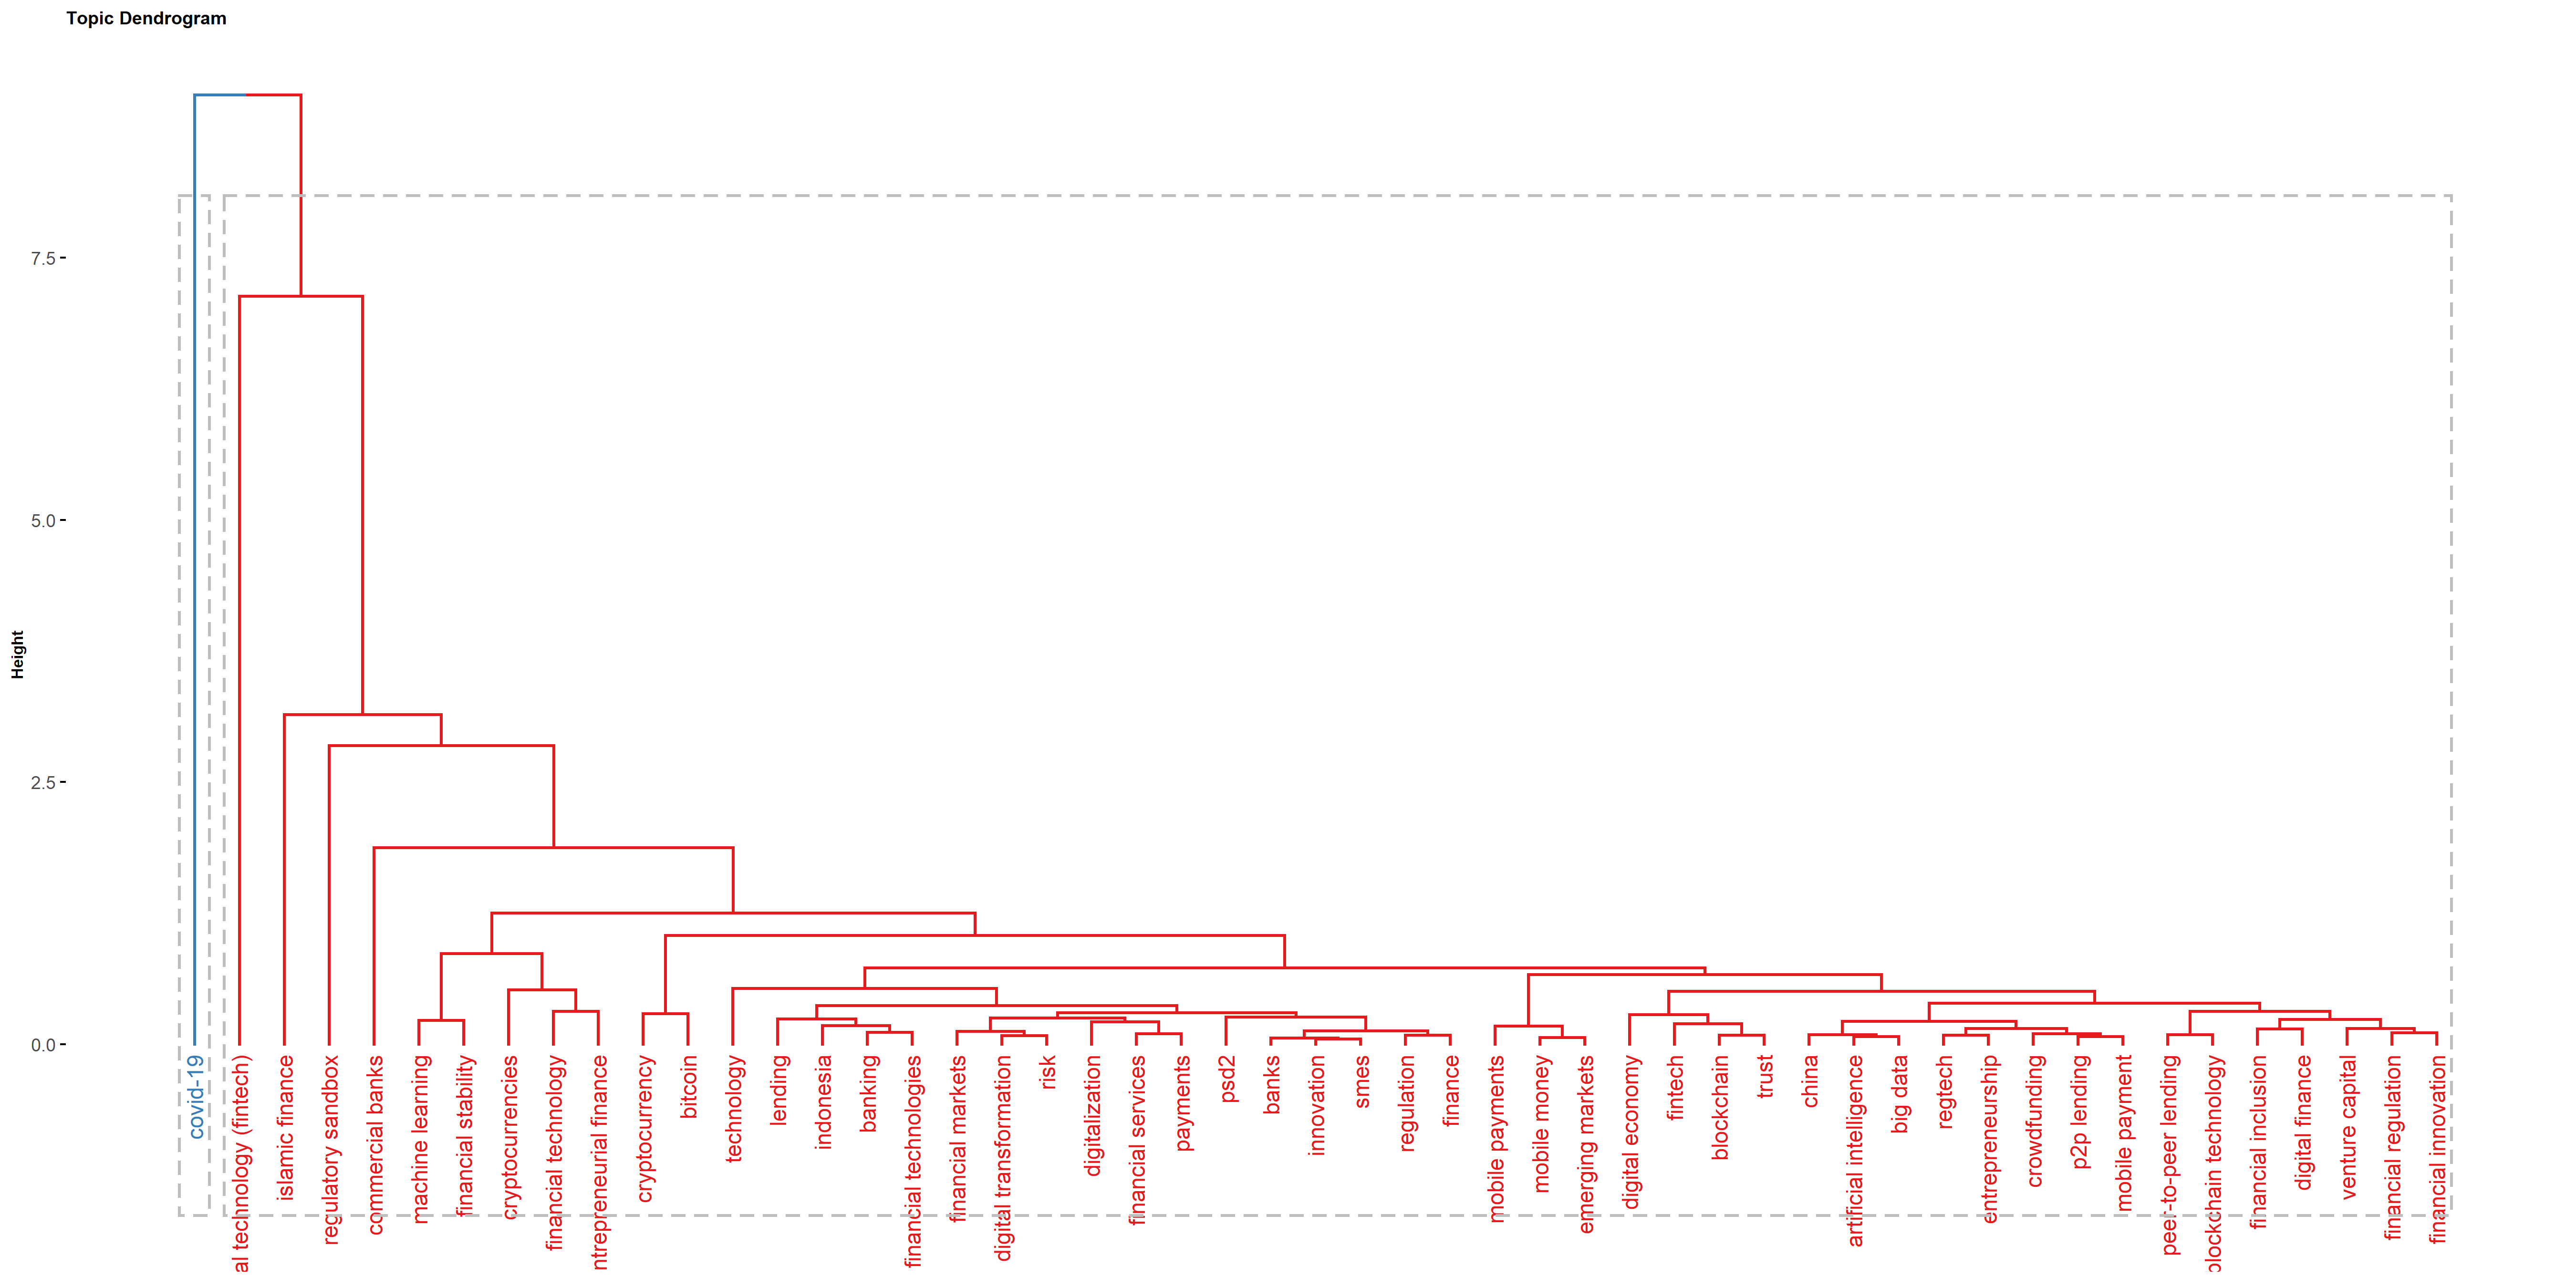 Topic Dendrogram
Height
7.5
5.0
2.5
0.0
covid-19
al technology (fintech)
islamic finance
regulatory sandbox
commercial banks
machine learning
financial stability
cryptocurrencies
financial technology
ntrepreneurial finance
cryptocurrency
bitcoin
technology
lending
indonesia
banking
financial technologies
financial markets
digital transformation
risk
digitalization
financial services
payments
psd2
banks
innovation
smes
regulation
finance
mobile payments
mobile money
emerging markets
digital economy
fintech
blockchain
trust
china
artificial intelligence
big data
regtech
entrepreneurship
crowdfunding
p2p lending
mobile payment
peer-to-peer lending
blockchain technology
financial inclusion
digital finance
venture capital
financial regulation
financial innovation